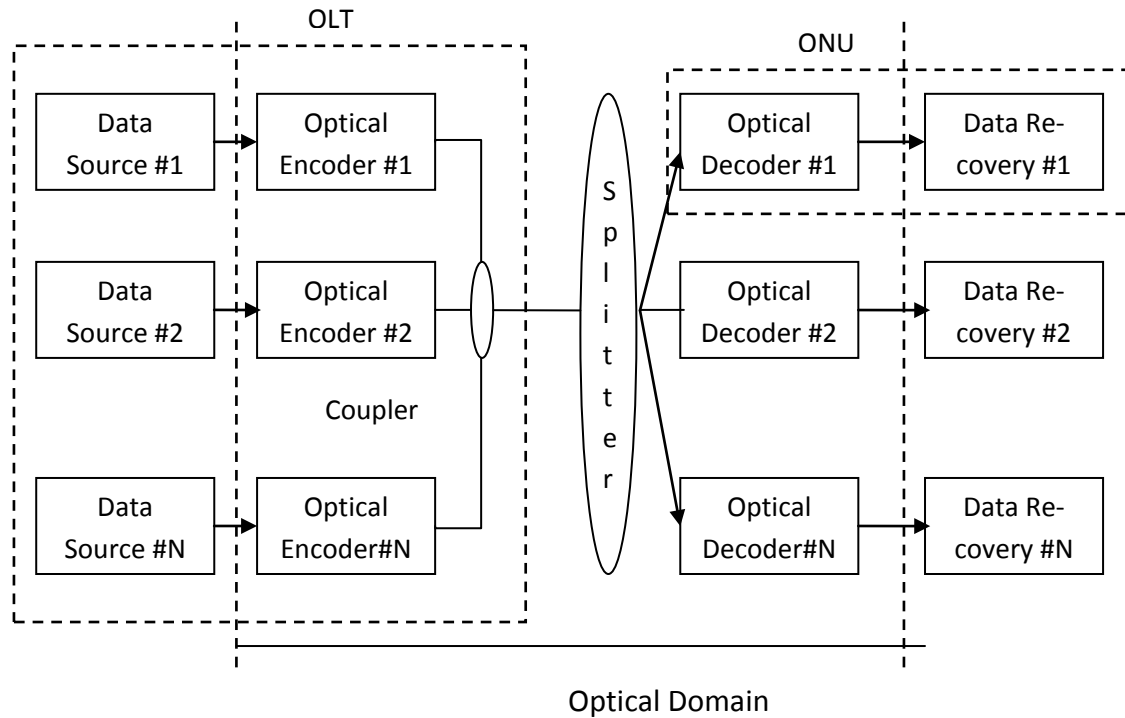 OLT
ONU
Data
Source #1
Optical
Encoder #1
S
p
l
i
t
t
e
r
Optical
Decoder #1
Data Re-
covery #1
Data
Source #2
Optical
Encoder #2
Optical
Decoder #2
Data Re-
covery #2
Coupler
Data
Source #N
Optical
Encoder#N
Optical
Decoder#N
Data Re-
covery #N
Optical Domain